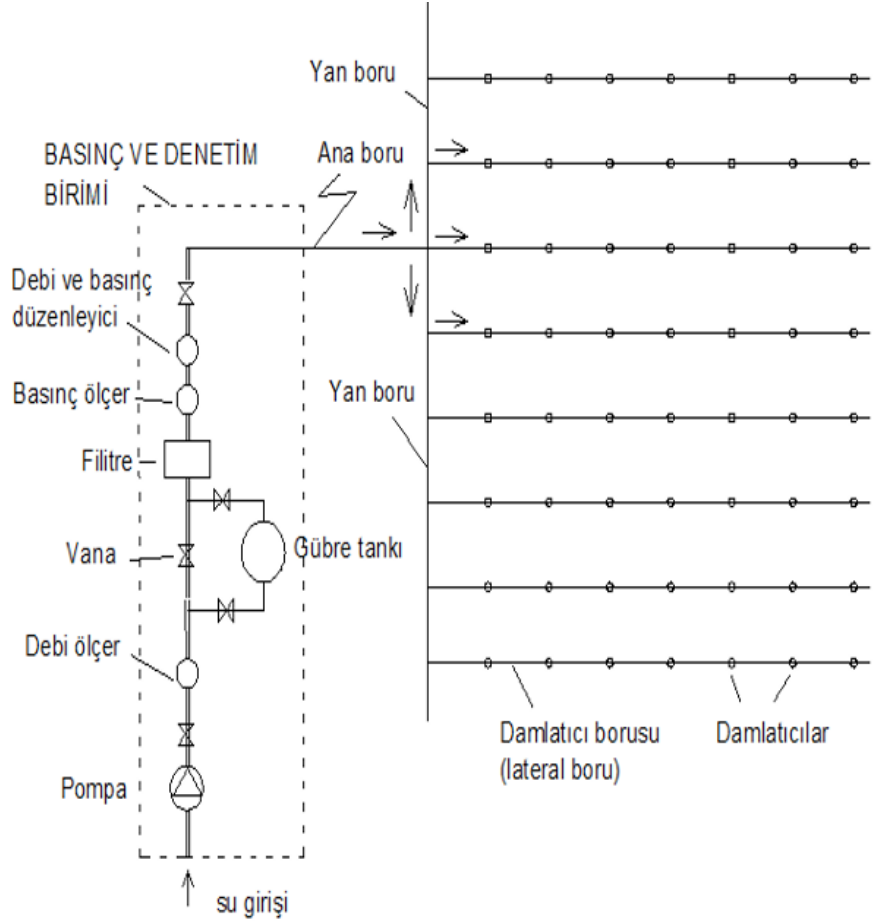 Yan boru
BASINÇ VE DENETİM
BİRİMİ
Ana boru
Debi ve basınç
düzenleyici
Basınç ölçer
Yan boru
Filitre
Vana
Gübre tankı
Debi ölçer
Damlatıcı borusu
(lateral boru)
Damlatıcılar
Pompa
su girişi